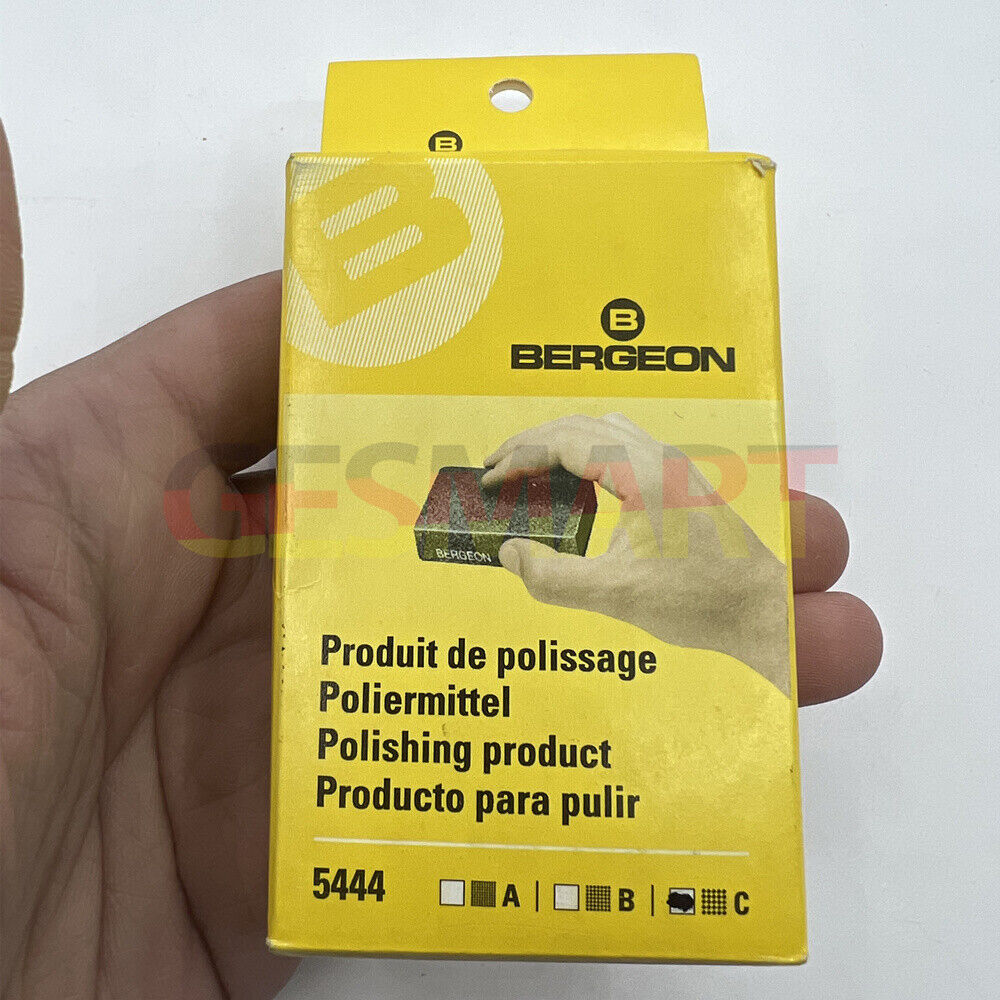 B
B
B
BERGEON
GESMART
BERGEON
Produit de polissage
Poliermittel
Polishing product
Producto para pulir
5444 A | B | C